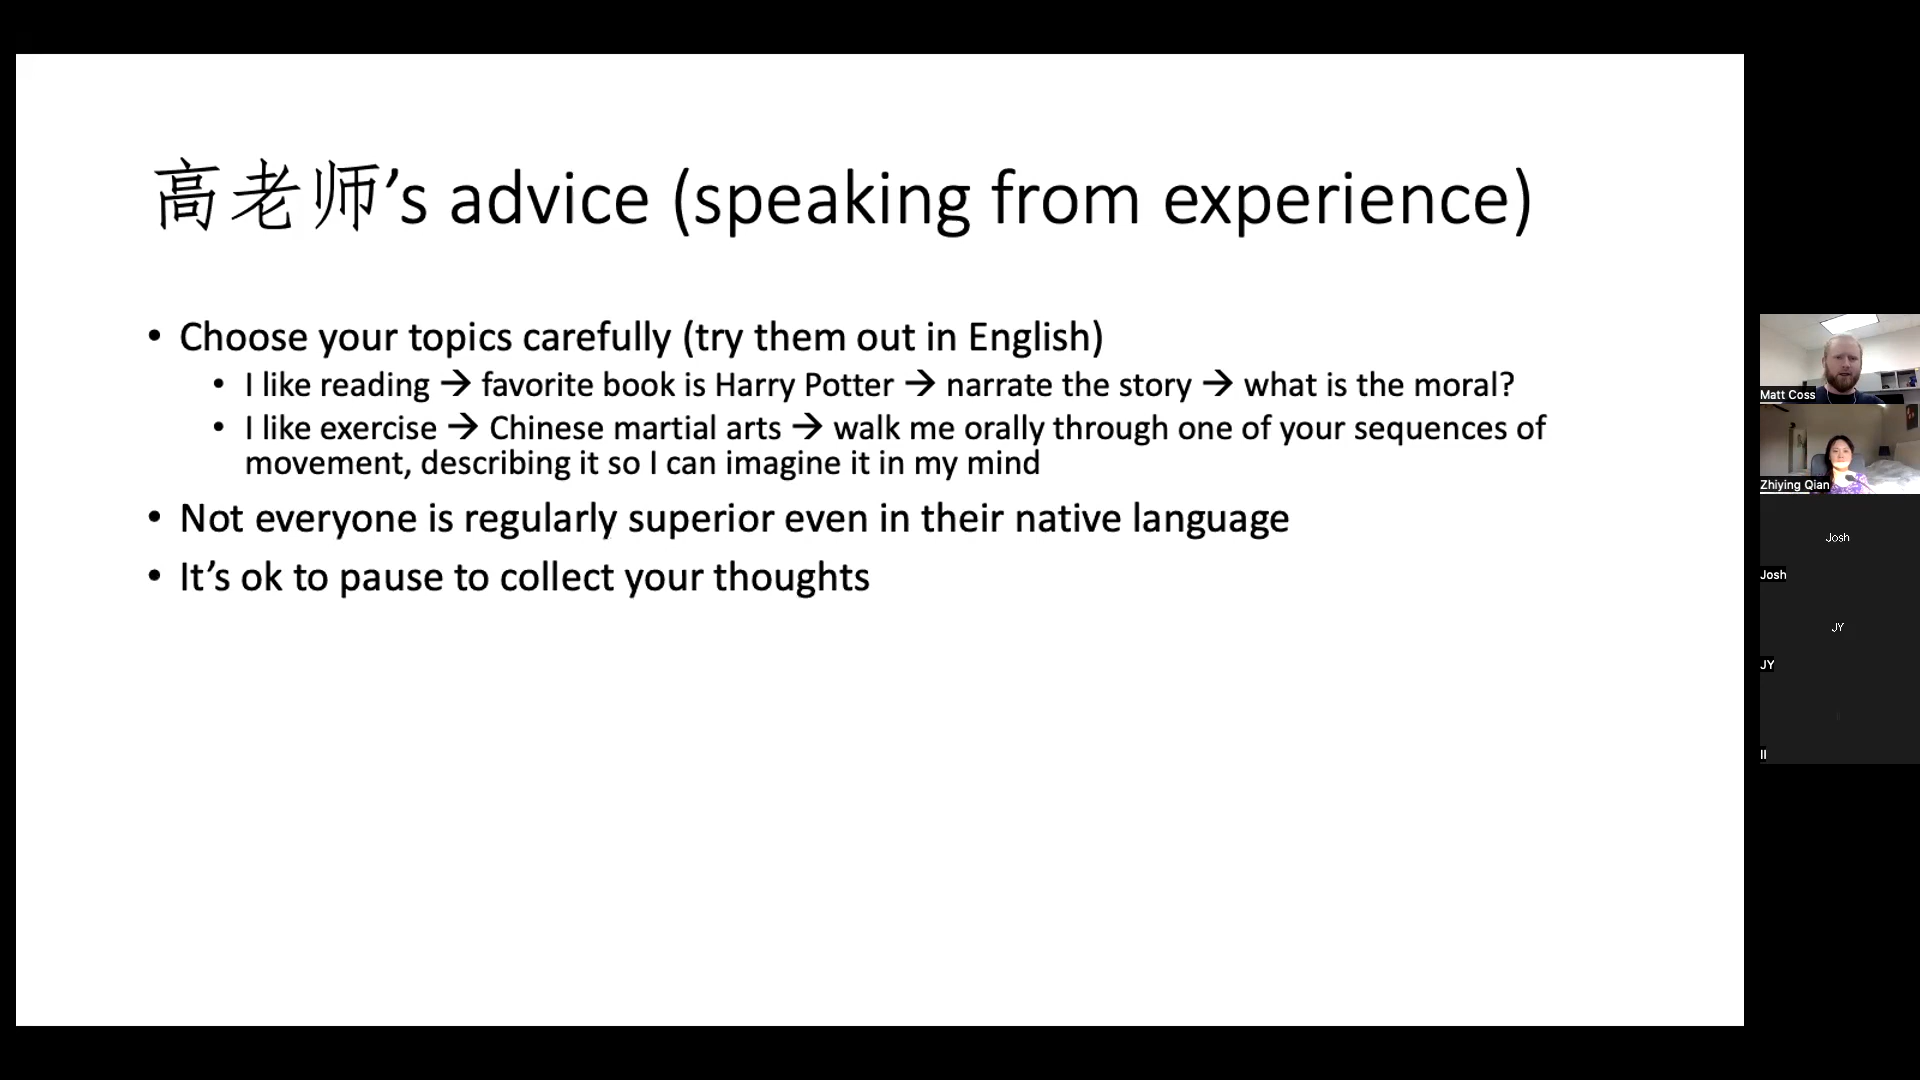 高老师’s advice (speaking from experience)
• Choose your topics carefully (try them out in English)
• I like reading → favorite book is Harry Potter → narrate the story → what is the moral?
• I like exercise → Chinese martial arts → walk me orally through one of your sequences of
movement, describing it so I can imagine it in my mind
• Not everyone is regularly superior even in their native language
• It’s ok to pause to collect your thoughts
Matt Coss
Zhiying Qian
Josh
Josh
JY
JY
ll